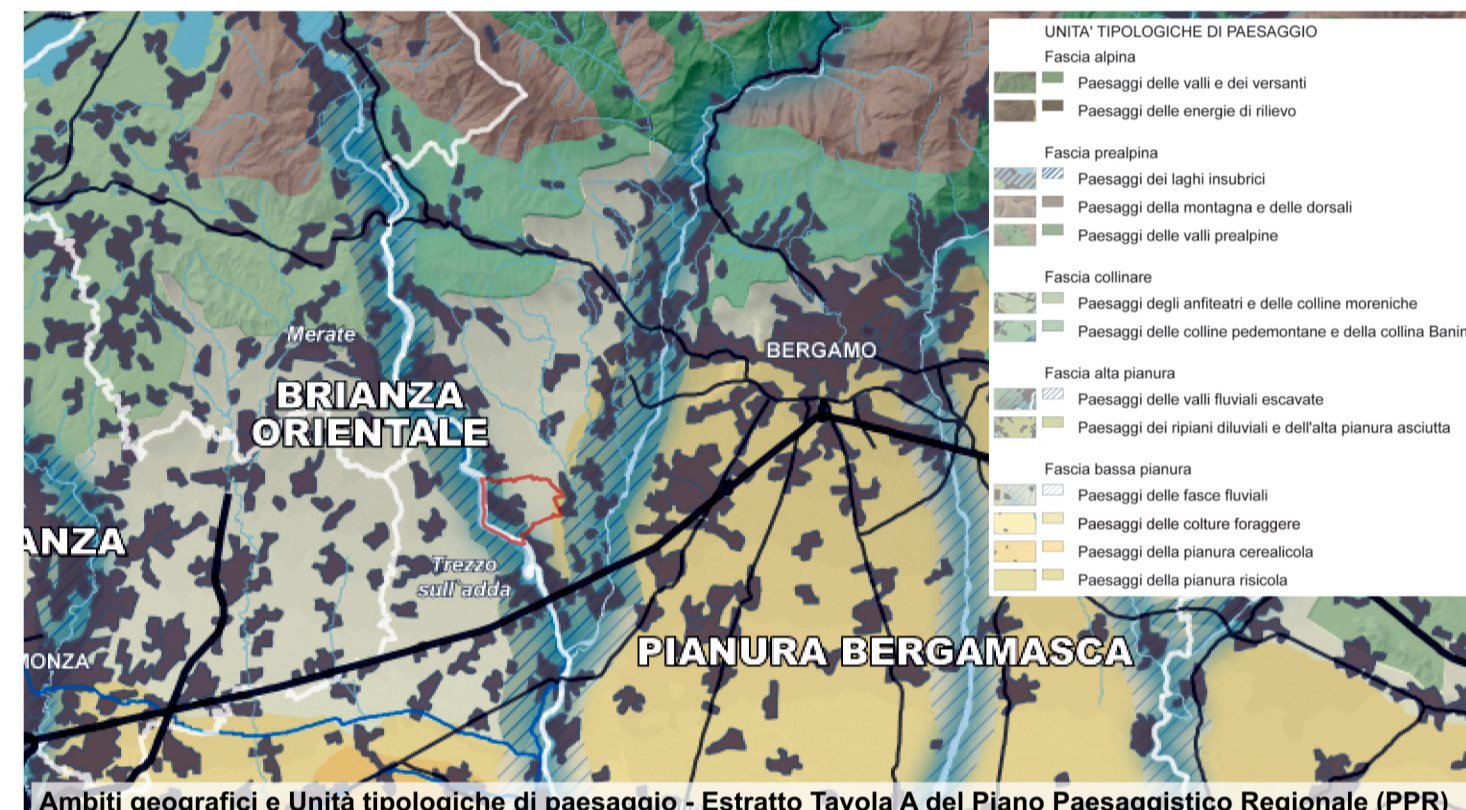 UNITA' TIPOLOGICHE DI PAESAGGIO
Fascia alpina
Paesaggi delle valli e dei versanti
Paesaggi delle energie di rilievo
Fascia prealpina
Paesaggi dei laghi insubrici
Paesaggi della montagna e delle dorsali
Paesaggi delle valli prealpine
Fascia collinare
Paesaggi degli anfiteatri e delle colline moreniche
Paesaggi delle colline pedemontane e della collina Banin
Fascia alta pianura
Paesaggi delle valli fluviali escavate
Paesaggi dei ripiani diluviali e dell'alta pianura asciutta
Fascia bassa pianura
Paesaggi delle fasce fluviali
Paesaggi delle colture foraggere
Paesaggi della pianura cerealicola
Paesaggi della pianura risicola
Merate
BERGAMO
BRIANZA
ORIENTALE
ANZA
Trezzo
sull'adda
MONZA
PIANURA BERGAMASCA
Ambiti geografici e Unità tipologiche di paesaggio - Estratto Tavola A del Piano Paesaggistico Regionale (PPR)